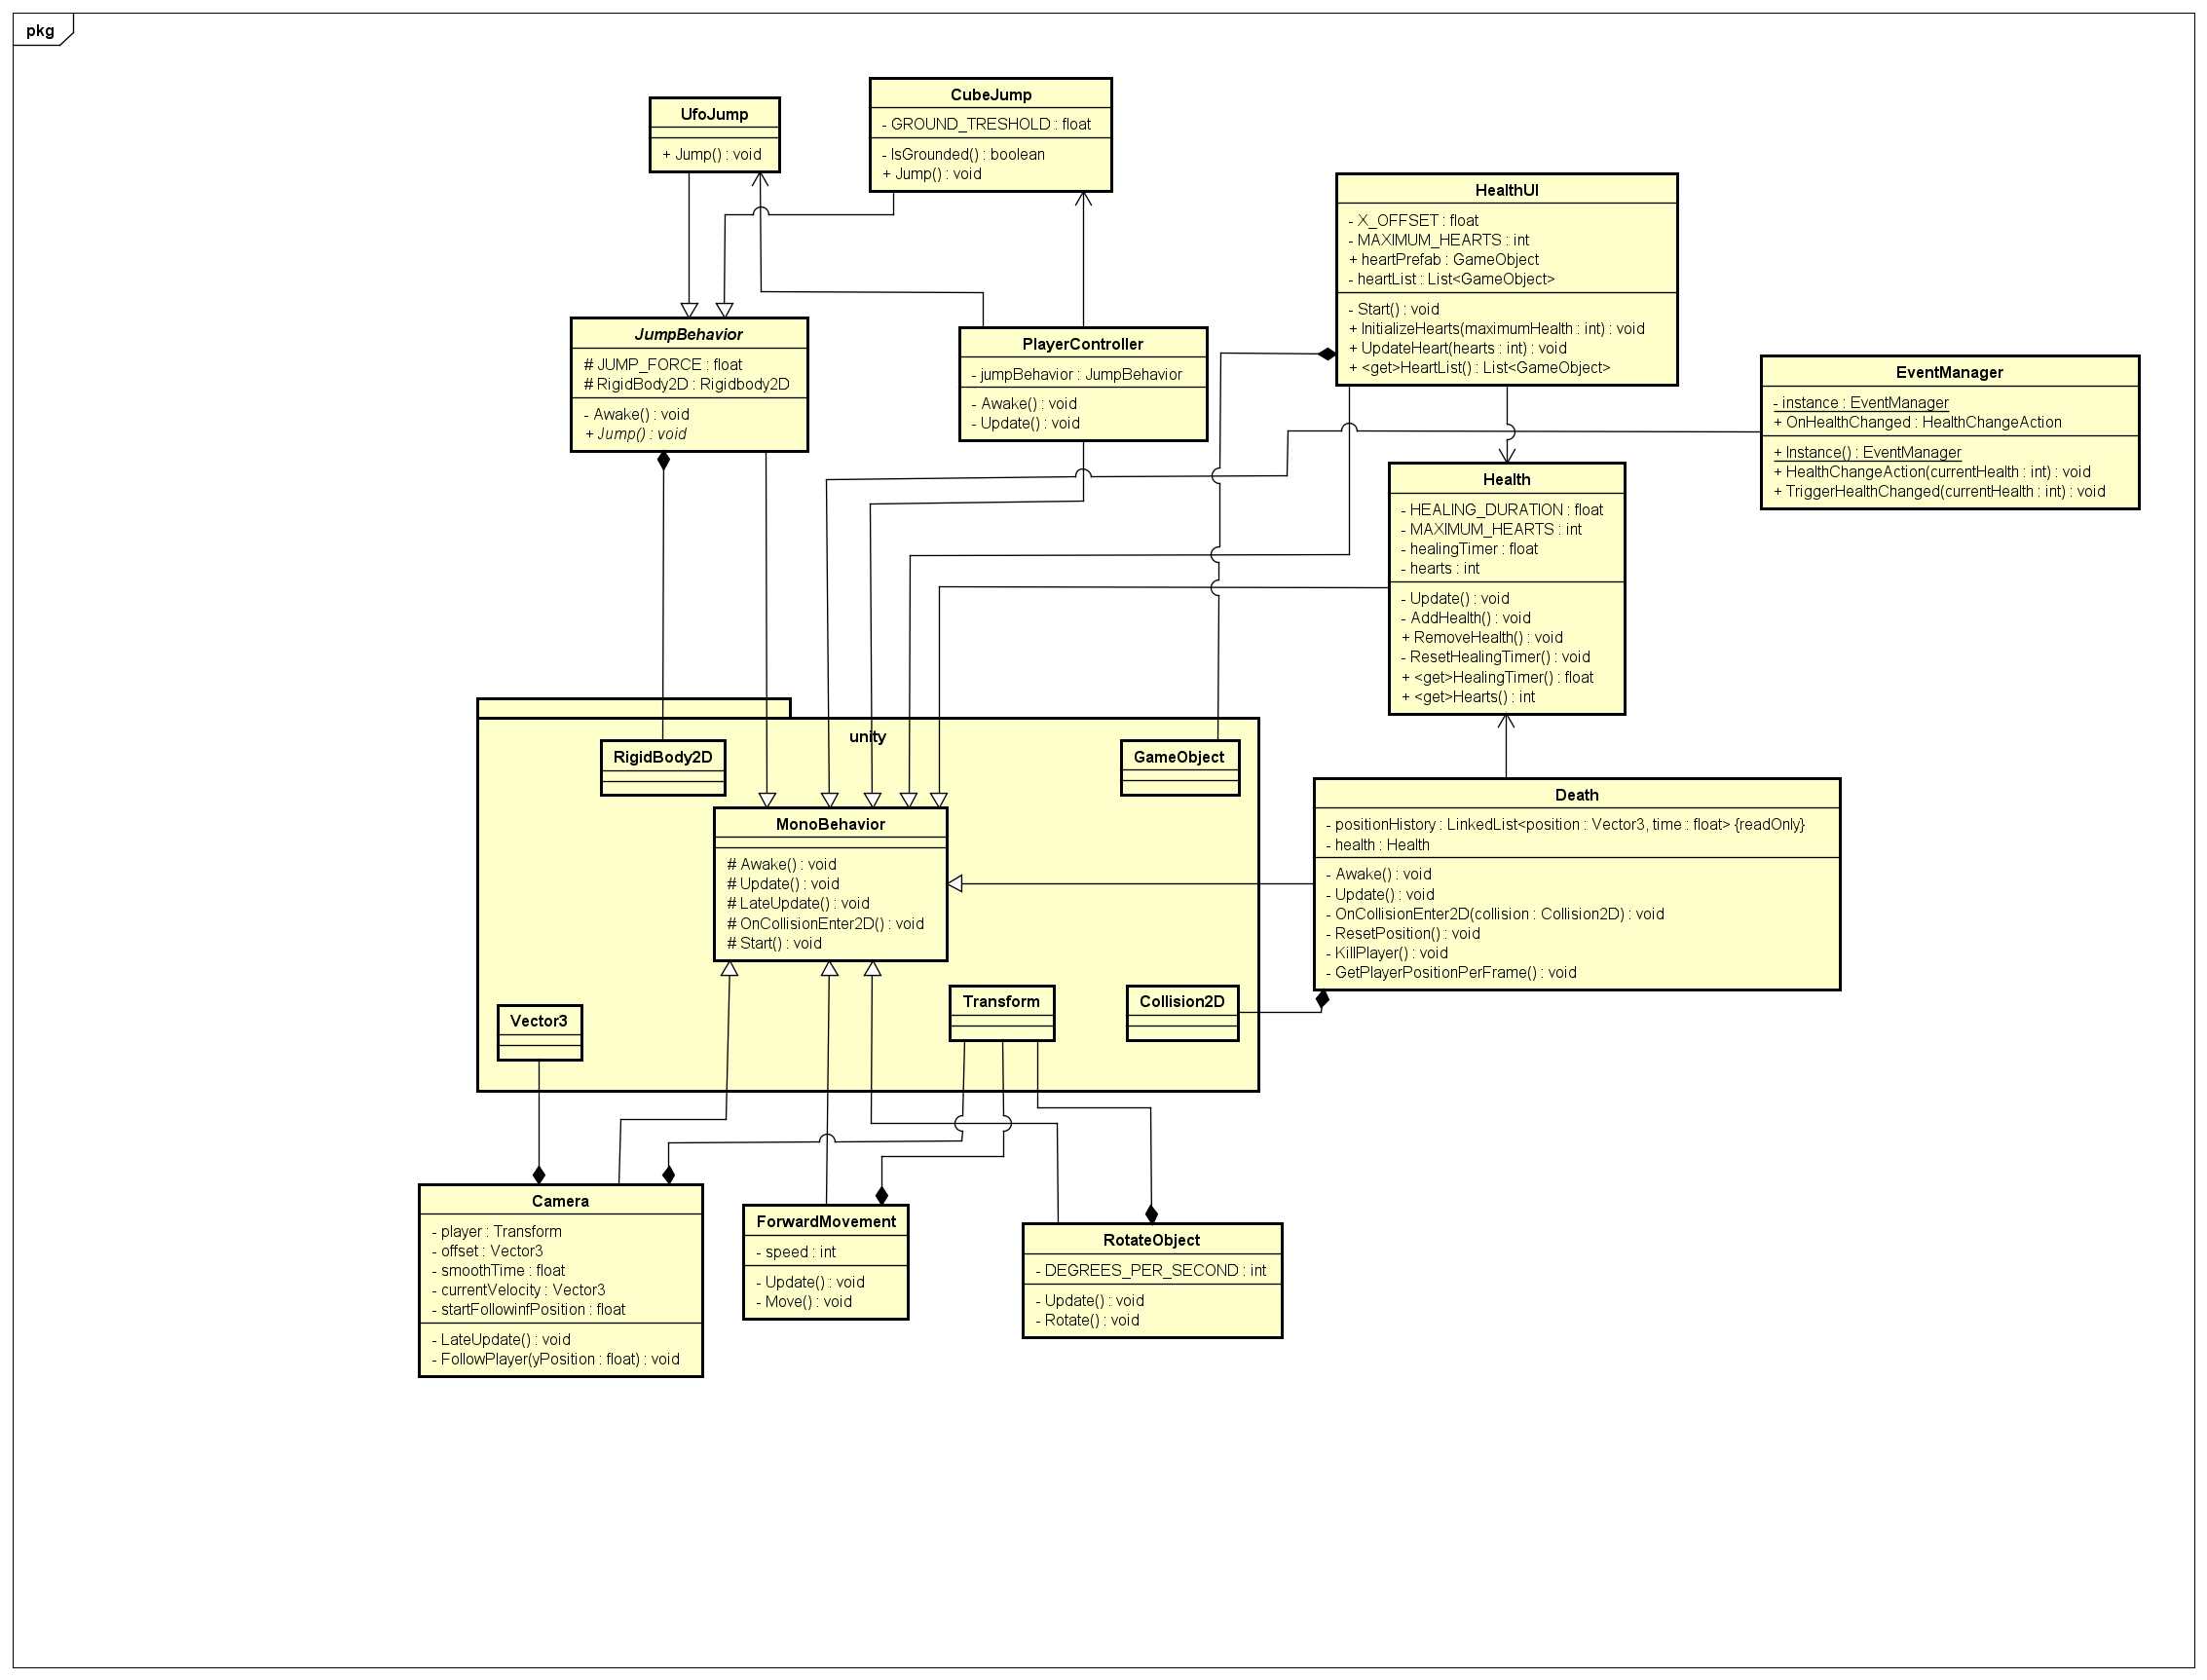 pkg
UfoJump
+ Jump() : void
CubeJump
- GROUND_TRESHOLD : float
- IsGrounded() : boolean
+ Jump() : void
HealthUI
- X_OFFSET : float
- MAXIMUM_HEARTS : int
+ heartPrefab : GameObject
- heartList : List<GameObject>
- Start() : void
+ InitializeHearts(maximumHealth : int) : void
+ UpdateHeart(hearts : int) : void
+ <get>HeartList() : List<GameObject>
JumpBehavior
# JUMP_FORCE : float
# RigidBody2D : Rigidbody2D
- Awake() : void
+ Jump() : void
PlayerController
- jumpBehavior : JumpBehavior
- Awake() : void
- Update() : void
EventManager
- instance : EventManager
+ OnHealthChanged : HealthChangeAction
+ Instance() : EventManager
+ HealthChangeAction(currentHealth : int) : void
+ TriggerHealthChanged(currentHealth : int) : void
Health
- HEALING_DURATION : float
- MAXIMUM_HEARTS : int
- healingTimer : float
- hearts : int
- Update() : void
- AddHealth() : void
+ RemoveHealth() : void
- ResetHealingTimer() : void
+ <get>HealingTimer() : float
+ <get>Hearts() : int
unity
RigidBody2D
GameObject
MonoBehavior
# Awake() : void
# Update() : void
# LateUpdate() : void
# OnCollisionEnter2D() : void
# Start() : void
Death
- positionHistory : LinkedList<position : Vector3, time : float> {readOnly}
- health : Health
- Awake() : void
- Update() : void
- OnCollisionEnter2D(collision : Collision2D) : void
- ResetPosition() : void
- KillPlayer() : void
- GetPlayerPositionPerFrame() : void
Vector3
Transform
Collision2D
Camera
- player : Transform
- offset : Vector3
- smoothTime : float
- currentVelocity : Vector3
- startFollowinfPosition : float
- LateUpdate() : void
- FollowPlayer(yPosition : float) : void
ForwardMovement
- speed : int
- Update() : void
- Move() : void
RotateObject
- DEGREES_PER_SECOND : int
- Update() : void
- Rotate() : void